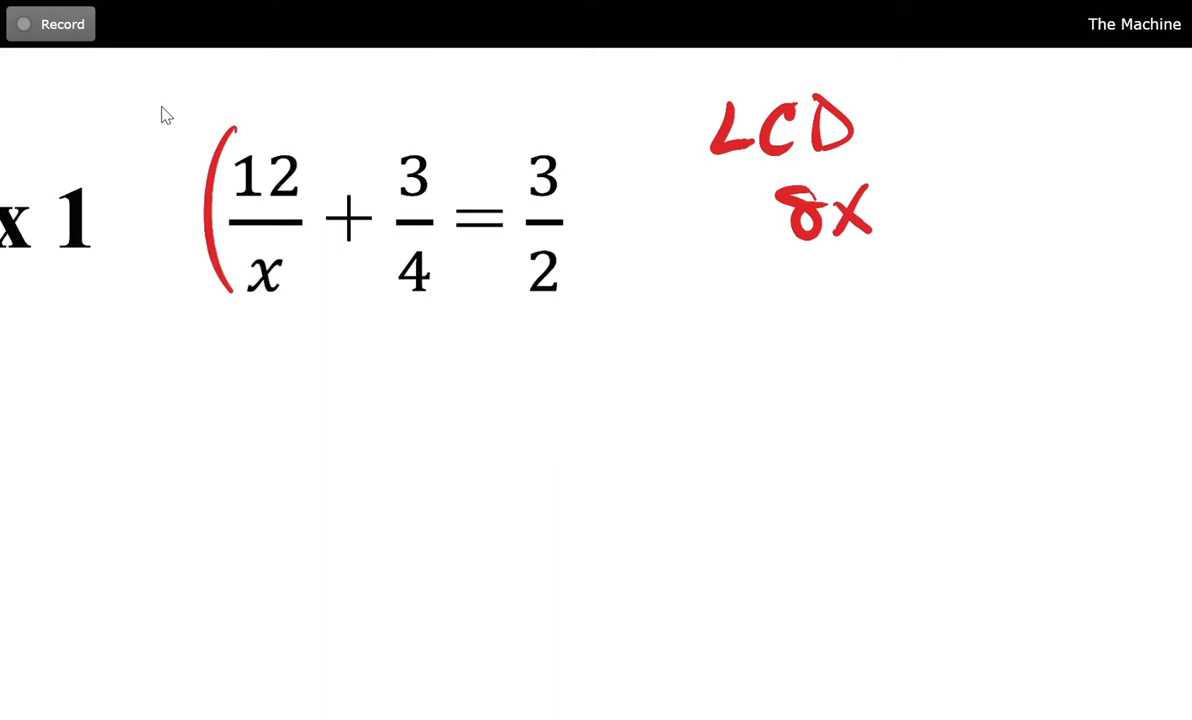 Record
The Machine
x 1
( 12/x + 3/4 = 3/2
LCD
8x